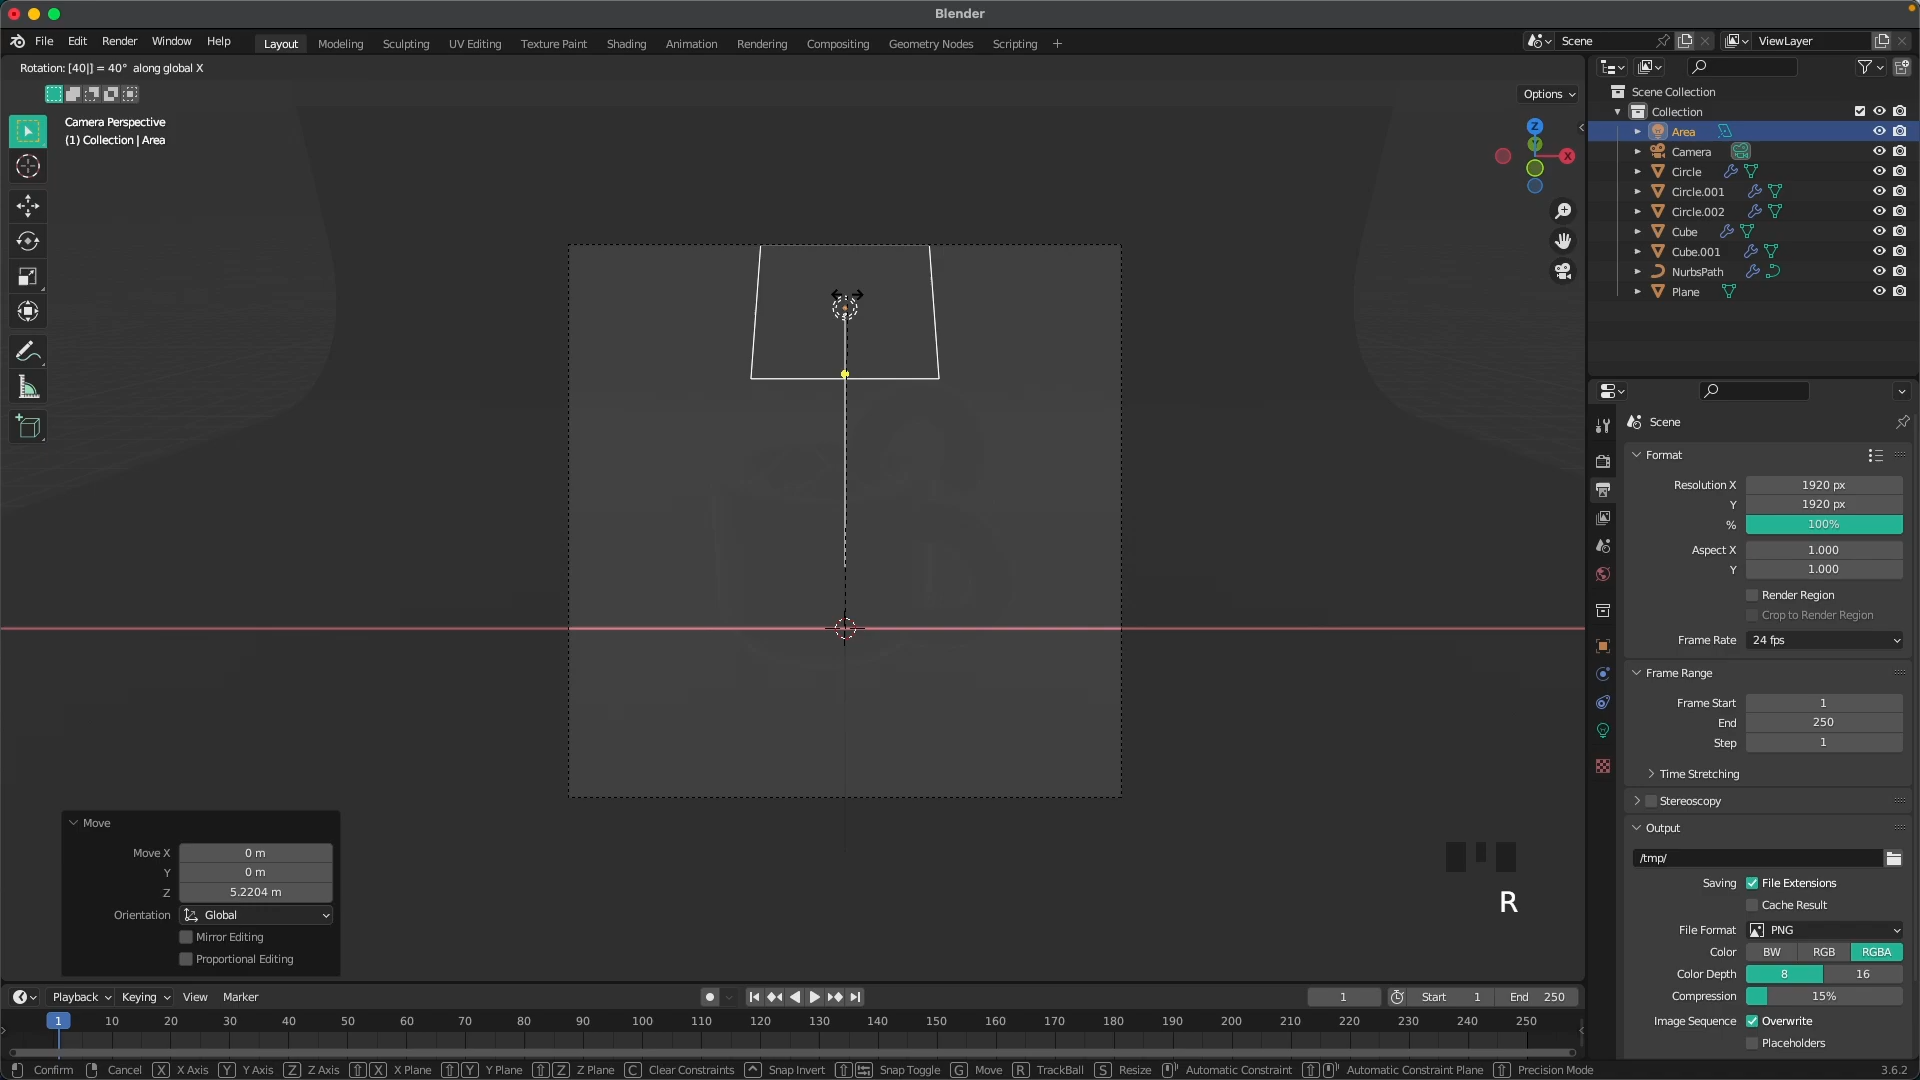 Blender
File Edit Render Window Help
Layout Modeling Sculpting UV Editing Texture Paint Shading Animation Rendering Compositing Geometry Nodes Scripting +
Scene
ViewLayer
Rotation: [40|] = 40° along global X
Options
Camera Perspective
(1) Collection | Area
Z
Y
X
Scene Collection
Collection
Area
Camera
Circle
Circle.001
Circle.002
Cube
Cube.001
NurbsPath
Plane
Scene
Format
Resolution X 1920 px
Y 1920 px
% 100%
Aspect X 1.000
Y 1.000
Render Region
Crop to Render Region
Frame Rate 24 fps
Frame Range
Frame Start 1
End 250
Step 1
Time Stretching
Stereoscopy
Output
/tmp/
Saving File Extensions
Cache Result
File Format PNG
Color BW RGB RGBA
Color Depth 8 16
Compression 15%
Image Sequence Overwrite
Placeholders
Move
Move X 0 m
Y 0 m
Z 5.2204 m
Orientation Global
Mirror Editing
Proportional Editing
R
Playback Keying View Marker
1 Start 1 End 250
1 10 20 30 40 50 60 70 80 90 100 110 120 130 140 150 160 170 180 190 200 210 220 230 240 250
Confirm Cancel X X Axis Y Y Axis Z Z Axis X X Plane Y Y Plane Z Z Plane C Clear Constraints Snap Invert Snap Toggle G Move R TrackBall S Resize Automatic Constraint Automatic Constraint Plane Precision Mode
3.6.2